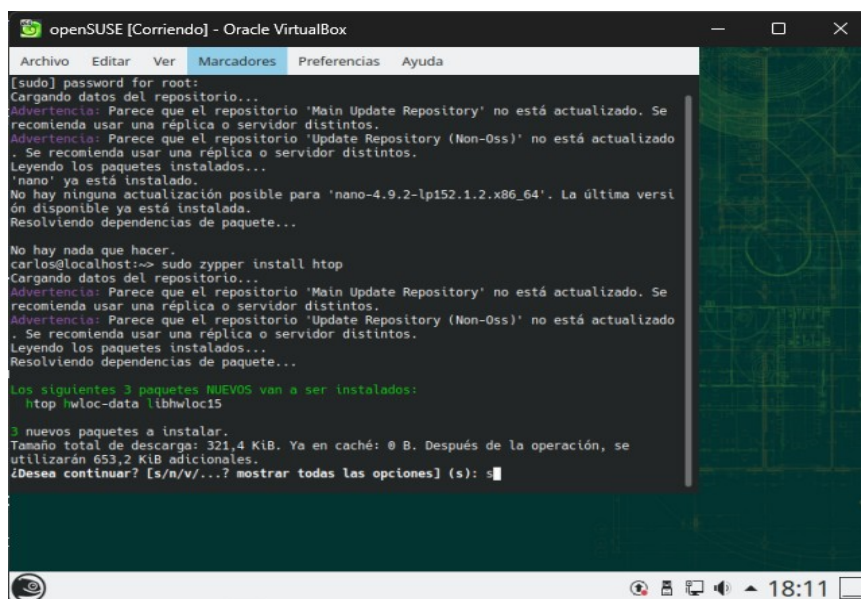 openSUSE [Corriendo] - Oracle VirtualBox
Archivo Editar Ver Marcadores Preferencias Ayuda
[sudo] password for root:
Cargando datos del repositorio...
Advertencia: Parece que el repositorio 'Main Update Repository' no está actualizado. Se
recomienda usar una réplica o servidor distintos.
Advertencia: Parece que el repositorio 'Update Repository (Non-Oss)' no está actualizado
. Se recomienda usar una réplica o servidor distintos.
Leyendo los paquetes instalados...
'nano' ya está instalado.
No hay ninguna actualización posible para 'nano-4.9.2-lp152.1.2.x86_64'. La última versi
ón disponible ya está instalada.
Resolviendo dependencias de paquete...
No hay nada que hacer.
carlos@localhost:~> sudo zypper install htop
Cargando datos del repositorio...
Advertencia: Parece que el repositorio 'Main Update Repository' no está actualizado. Se
recomienda usar una réplica o servidor distintos.
Advertencia: Parece que el repositorio 'Update Repository (Non-Oss)' no está actualizado
. Se recomienda usar una réplica o servidor distintos.
Leyendo los paquetes instalados...
Resolviendo dependencias de paquete...
Los siguientes 3 paquetes NUEVOS van a ser instalados:
htop hwloc-data libhwloc15
3 nuevos paquetes a instalar.
Tamaño total de descarga: 321,4 KiB. Ya en caché: 0 B. Después de la operación, se
utilizarán 653,2 KiB adicionales.
¿Desea continuar? [s/n/v/...? mostrar todas las opciones] (s): s
18:11